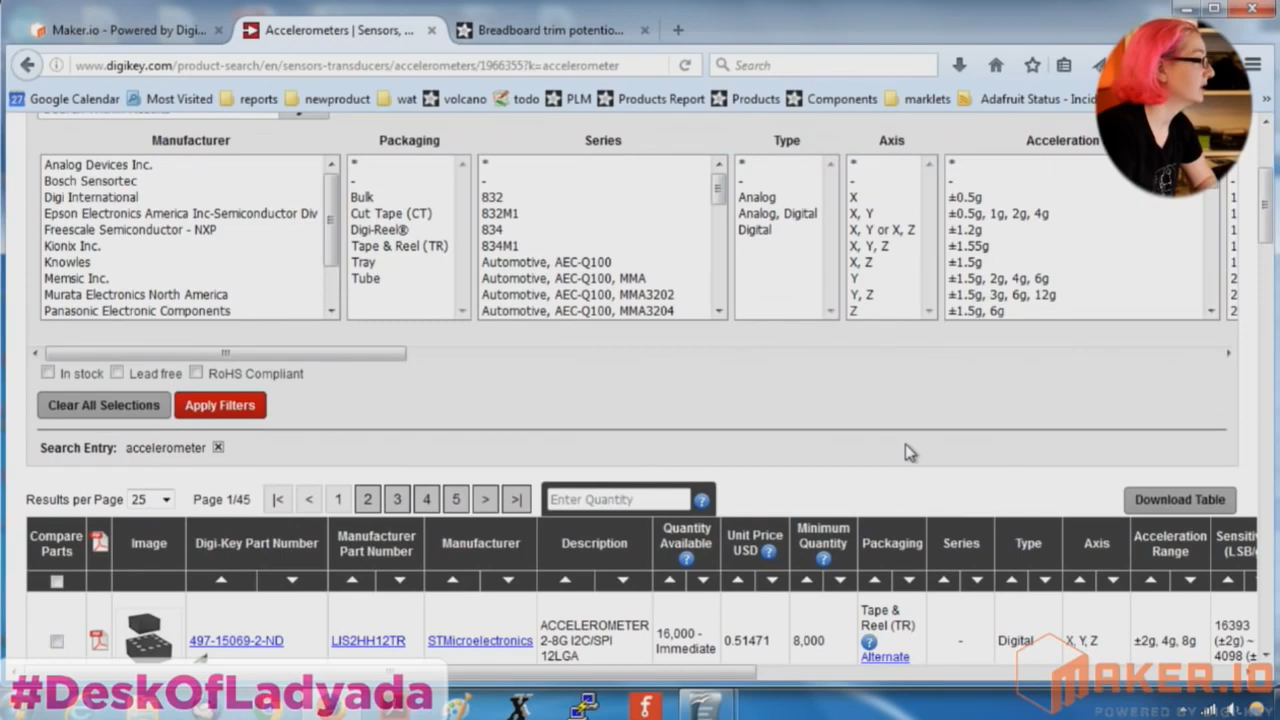 Maker.io - Powered by Digi...
Accelerometers | Sensors, ...
Breadboard trim potentio...
www.digikey.com/product-search/en/sensors-transducers/accelerometers/1966355?k=accelerometer
Search
27 Google Calendar Most Visited reports newproduct wat volcano todo PLM Products Report Products Components marklets Adafruit Status - Incid
Manufacturer Packaging Series Type Axis Acceleration
Analog Devices Inc.
Bosch Sensortec
Digi International
Epson Electronics America Inc-Semiconductor Div
Freescale Semiconductor - NXP
Kionix Inc.
Knowles
Memsic Inc.
Murata Electronics North America
Panasonic Electronic Components
*
-
Bulk
Cut Tape (CT)
Digi-Reel®
Tape & Reel (TR)
Tray
Tube
*
-
832
832M1
834
834M1
Automotive, AEC-Q100
Automotive, AEC-Q100, MMA
Automotive, AEC-Q100, MMA3202
Automotive, AEC-Q100, MMA3204
*
-
Analog
Analog, Digital
Digital
*
-
X
X, Y
X, Y or X, Z
X, Y, Z
X, Z
Y
Y, Z
Z
*
-
±0.5g
±0.5g, 1g, 2g, 4g
±1.2g
±1.55g
±1.5g
±1.5g, 2g, 4g, 6g
±1.5g, 3g, 6g, 12g
±1.5g, 6g
In stock Lead free RoHS Compliant
Clear All Selections Apply Filters
Search Entry: accelerometer
Results per Page 25 Page 1/45 |< < 1 2 3 4 5 > >| Enter Quantity Download Table
Compare Parts
Image
Digi-Key Part Number
Manufacturer Part Number
Manufacturer
Description
Quantity Available
Unit Price USD
Minimum Quantity
Packaging
Series
Type
Axis
Acceleration Range
Sensiti (LSB/
497-15069-2-ND
LIS2HH12TR
STMicroelectronics
ACCELEROMETER
2-8G I2C/SPI
12LGA
16,000 -
Immediate
0.51471
8,000
Tape &
Reel (TR)
Alternate
-
Digital
X, Y, Z
±2g, 4g, 8g
16393
(±2g) ~
4098 (±
#DeskOfLadyada
MAKER.IO
POWERED BY DIGI-KEY